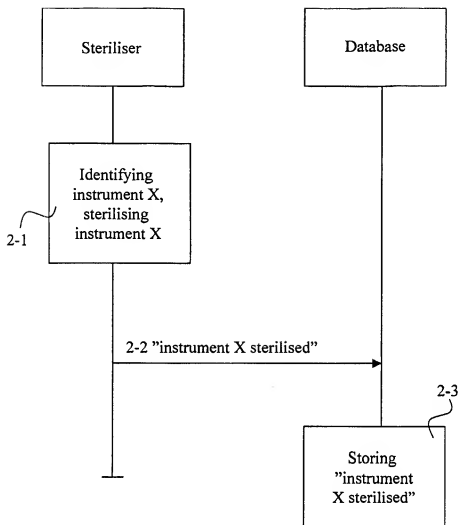 Steriliser
Database
Identifying
instrument X,
sterilising
instrument X
2-1
2-2 ”instrument X sterilised”
2-3
Storing
”instrument
X sterilised”